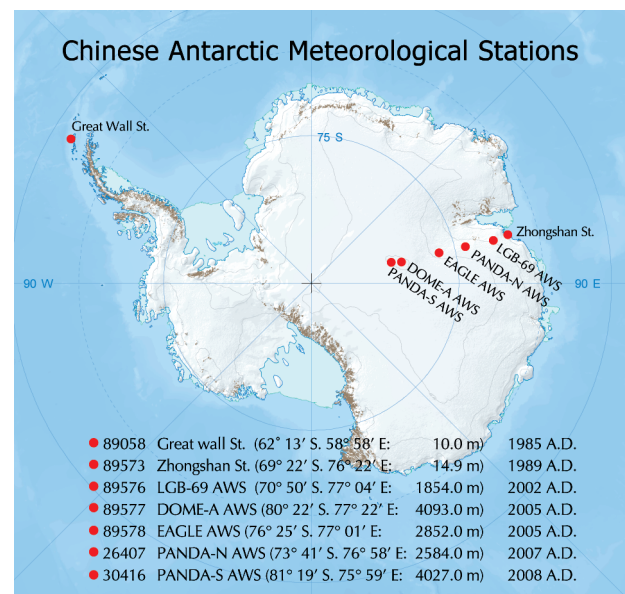 Chinese Antarctic Meteorological Stations
Great Wall St.
75 S
Zhongshan St.
LGB-69 AWS
PANDA-N AWS
EAGLE AWS
DOME-A AWS
PANDA-S AWS
90 W
90 E
89058 Great wall St. (62° 13′ S. 58° 58′ E: 10.0 m) 1985 A.D.
89573 Zhongshan St. (69° 22′ S. 76° 22′ E: 14.9 m) 1989 A.D.
89576 LGB-69 AWS (70° 50′ S. 77° 04′ E: 1854.0 m) 2002 A.D.
89577 DOME-A AWS (80° 22′ S. 77° 22′ E: 4093.0 m) 2005 A.D.
89578 EAGLE AWS (76° 25′ S. 77° 01′ E: 2852.0 m) 2005 A.D.
26407 PANDA-N AWS (73° 41′ S. 76° 58′ E: 2584.0 m) 2007 A.D.
30416 PANDA-S AWS (81° 19′ S. 75° 59′ E: 4027.0 m) 2008 A.D.